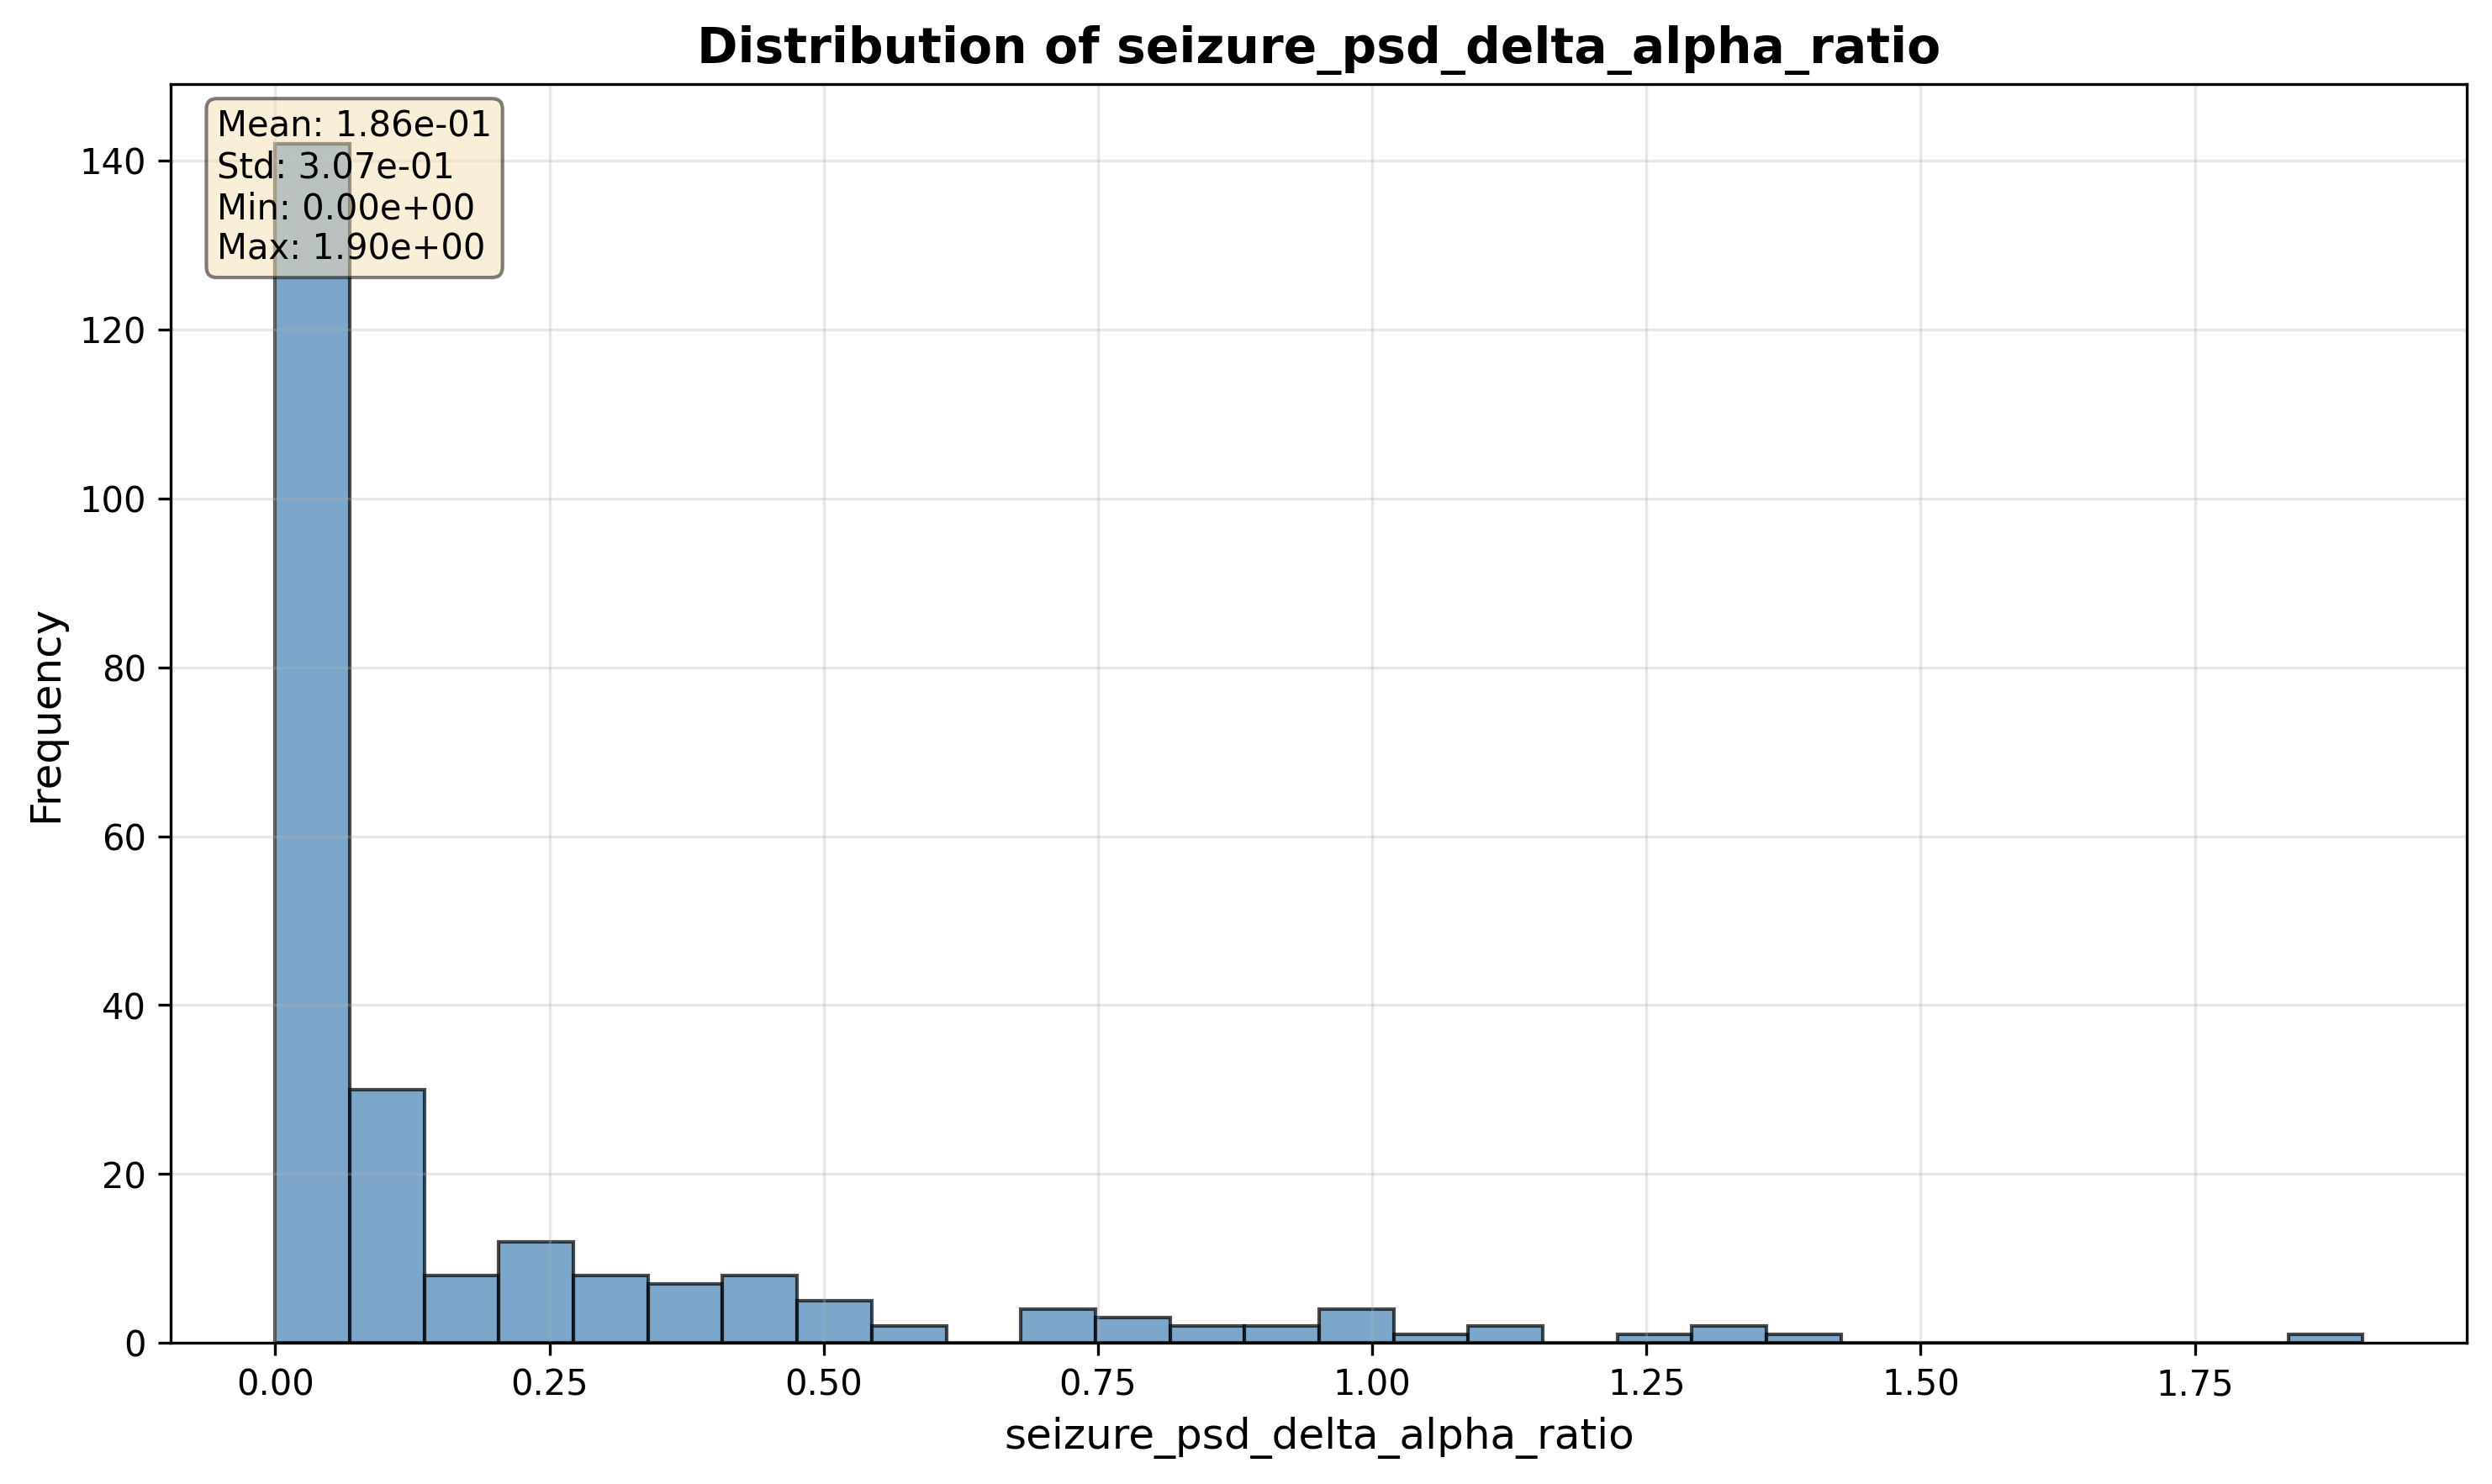 Distribution of seizure_psd_delta_alpha_ratio
Mean: 1.86e-01
Std: 3.07e-01
Min: 0.00e+00
Max: 1.90e+00
140
120
100
80
60
40
20
0
Frequency
0.00 0.25 0.50 0.75 1.00 1.25 1.50 1.75
seizure_psd_delta_alpha_ratio